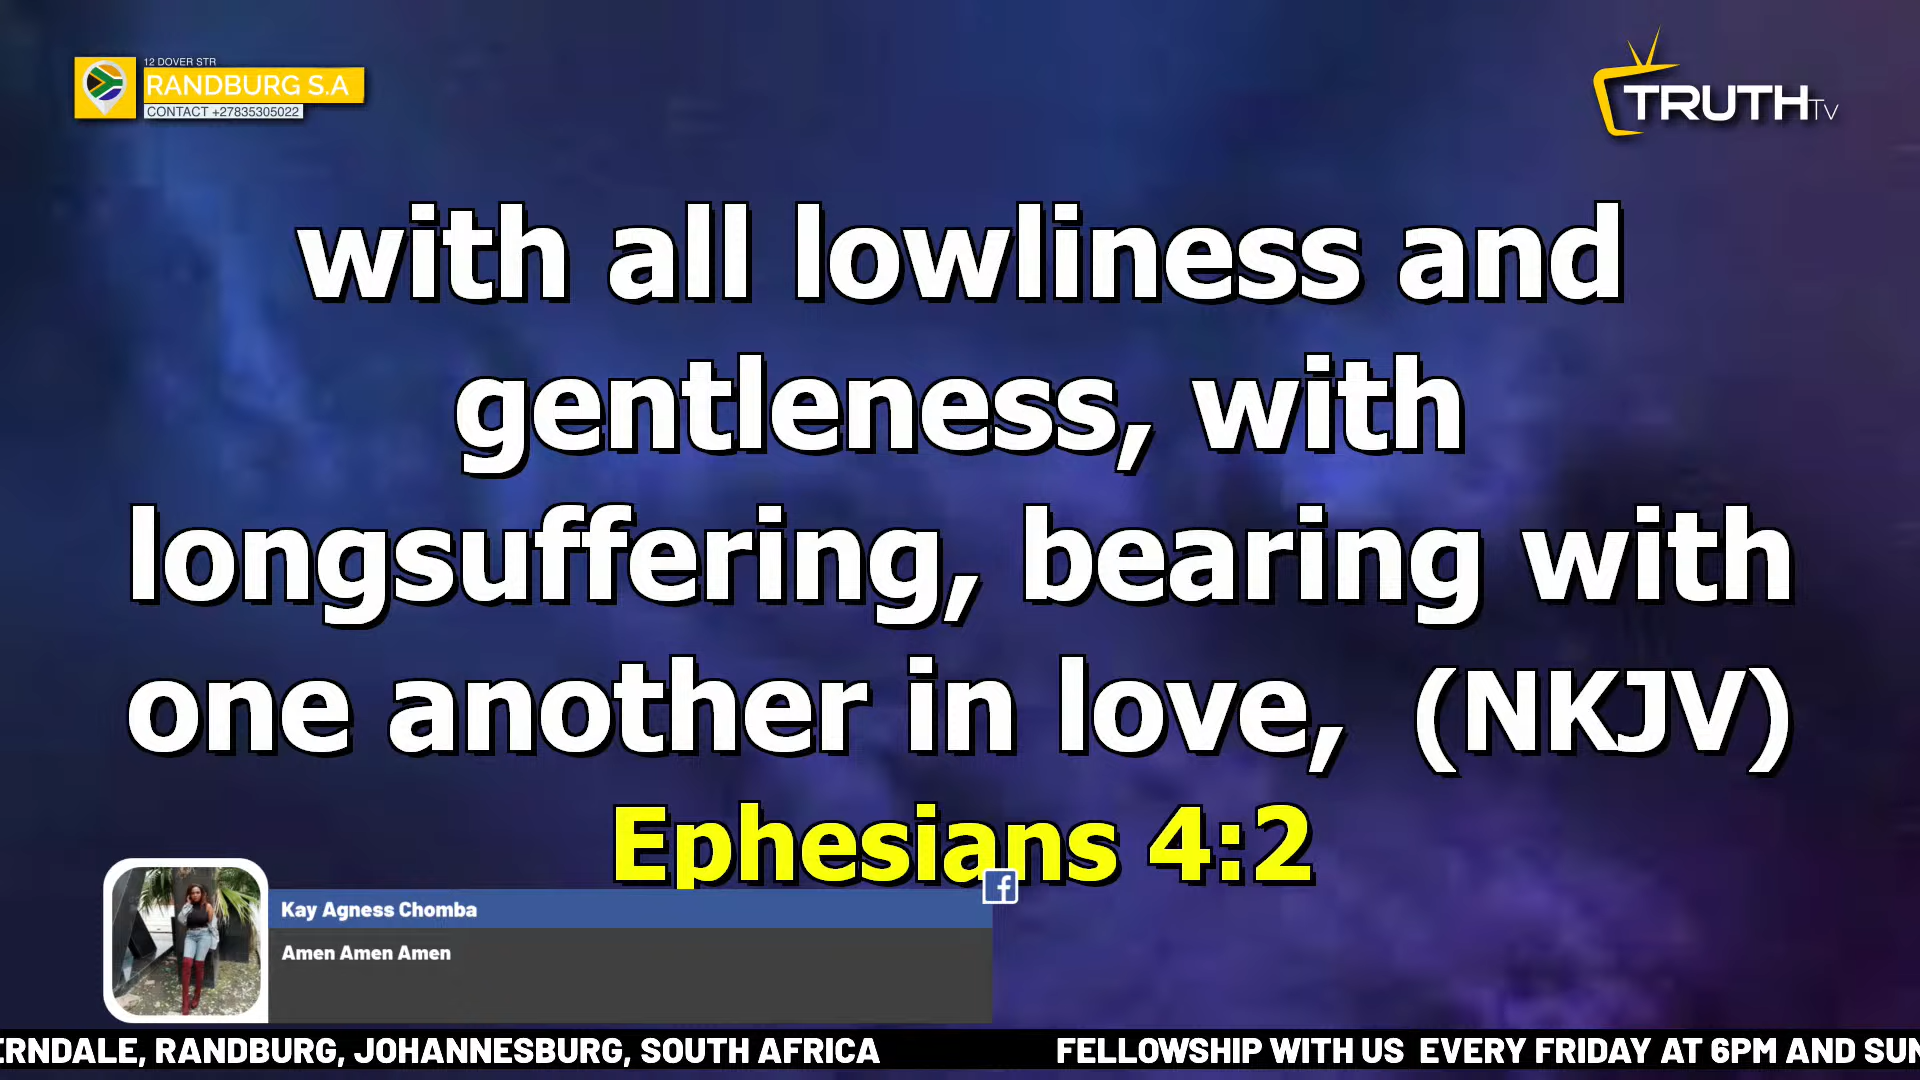 12 DOVER STR
RANDBURG S.A
CONTACT +27835305022
TRUTH TV
with all lowliness and
gentleness, with
longsuffering, bearing with
one another in love, (NKJV)
Ephesians 4:2
Kay Agness Chomba
Amen Amen Amen
ERNDALE, RANDBURG, JOHANNESBURG, SOUTH AFRICA FELLOWSHIP WITH US EVERY FRIDAY AT 6PM AND SUN